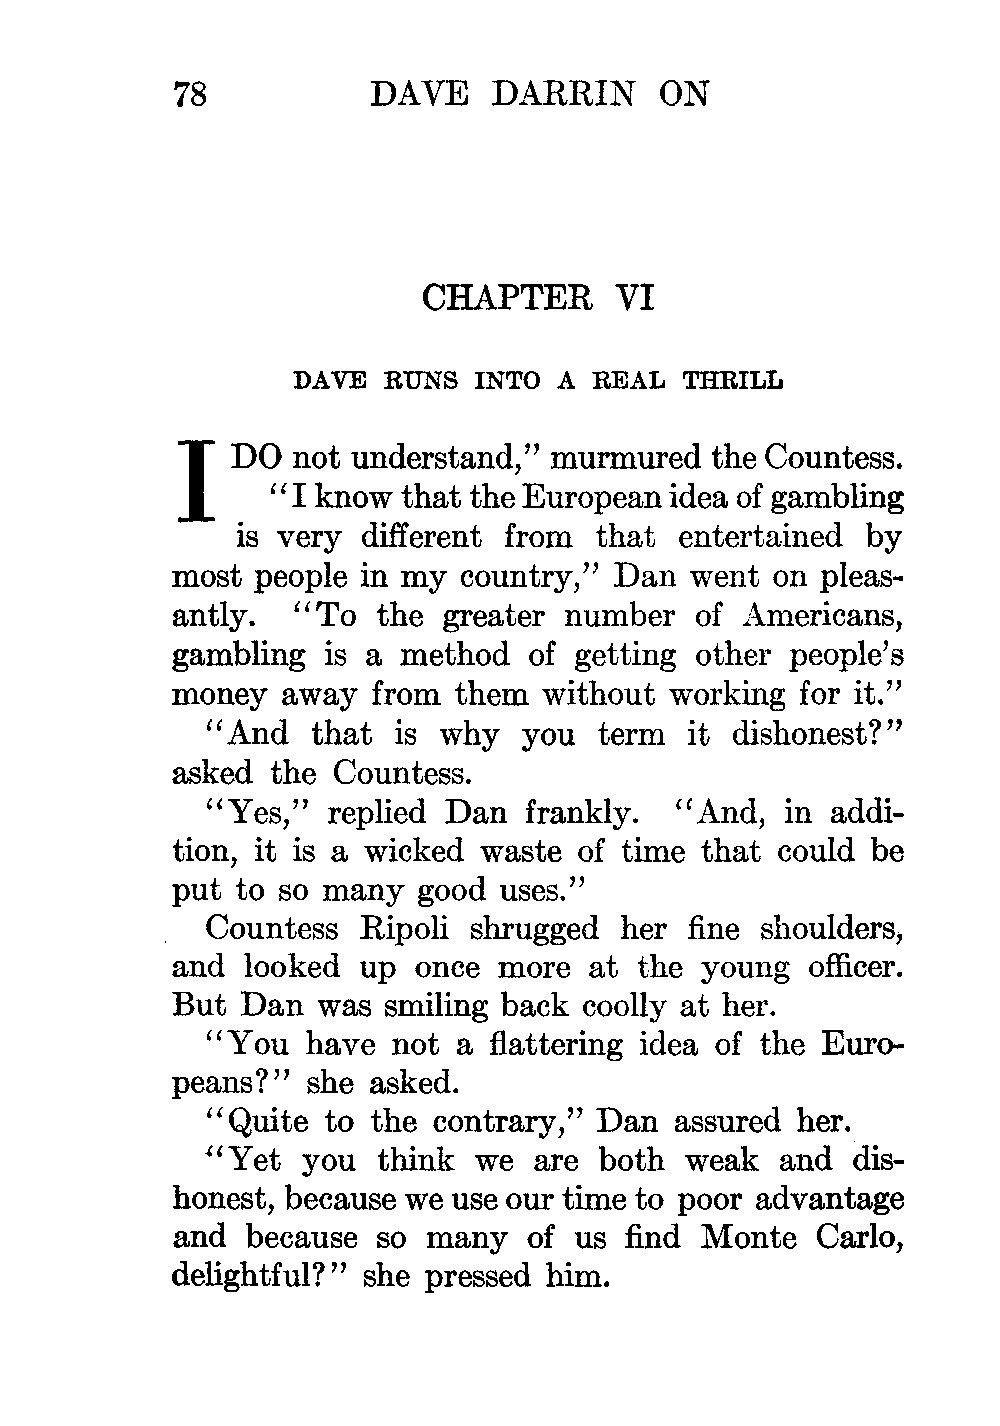 78 DAVE DARRIN ON
CHAPTER VI
DAVE RUNS INTO A REAL THRILL
I DO not understand,” murmured the Countess.
“I know that the European idea of gambling
is very different from that entertained by
most people in my country,” Dan went on pleas-
antly. “To the greater number of Americans,
gambling is a method of getting other people’s
money away from them without working for it.”
“And that is why you term it dishonest?”
asked the Countess.
“Yes,” replied Dan frankly. “And, in addi-
tion, it is a wicked waste of time that could be
put to so many good uses.”
Countess Ripoli shrugged her fine shoulders,
and looked up once more at the young officer.
But Dan was smiling back coolly at her.
“You have not a flattering idea of the Euro-
peans?” she asked.
“Quite to the contrary,” Dan assured her.
“Yet you think we are both weak and dis-
honest, because we use our time to poor advantage
and because so many of us find Monte Carlo,
delightful?” she pressed him.